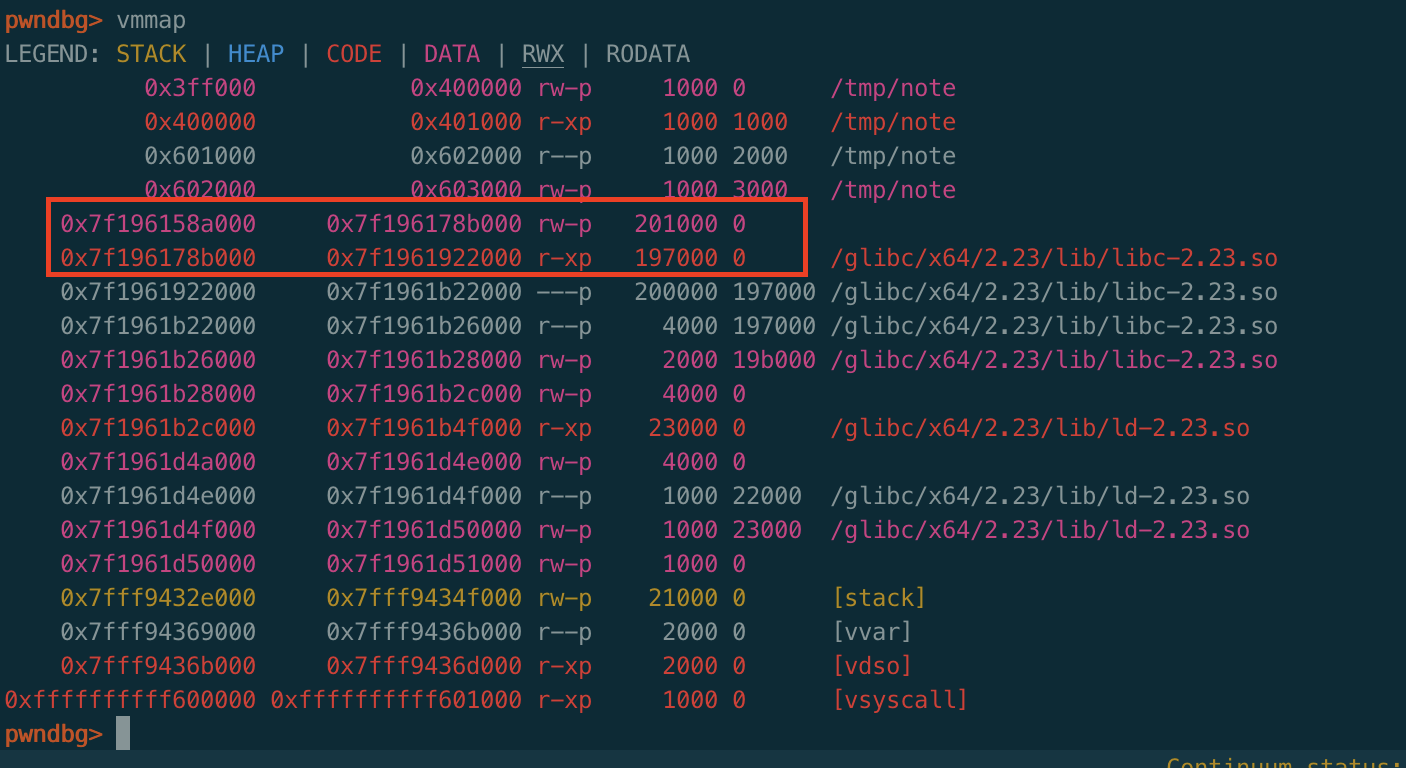 pwndbg> vmmap
LEGEND: STACK | HEAP | CODE | DATA | RWX | RODATA
0x3ff000 0x400000 rw-p 1000 0 /tmp/note
0x400000 0x401000 r-xp 1000 1000 /tmp/note
0x601000 0x602000 r--p 1000 2000 /tmp/note
0x602000 0x603000 rw-p 1000 3000 /tmp/note
0x7f196158a000 0x7f196178b000 rw-p 201000 0
0x7f196178b000 0x7f1961922000 r-xp 197000 0 /glibc/x64/2.23/lib/libc-2.23.so
0x7f1961922000 0x7f1961b22000 ---p 200000 197000 /glibc/x64/2.23/lib/libc-2.23.so
0x7f1961b22000 0x7f1961b26000 r--p 4000 197000 /glibc/x64/2.23/lib/libc-2.23.so
0x7f1961b26000 0x7f1961b28000 rw-p 2000 19b000 /glibc/x64/2.23/lib/libc-2.23.so
0x7f1961b28000 0x7f1961b2c000 rw-p 4000 0
0x7f1961b2c000 0x7f1961b4f000 r-xp 23000 0 /glibc/x64/2.23/lib/ld-2.23.so
0x7f1961d4a000 0x7f1961d4e000 rw-p 4000 0
0x7f1961d4e000 0x7f1961d4f000 r--p 1000 22000 /glibc/x64/2.23/lib/ld-2.23.so
0x7f1961d4f000 0x7f1961d50000 rw-p 1000 23000 /glibc/x64/2.23/lib/ld-2.23.so
0x7f1961d50000 0x7f1961d51000 rw-p 1000 0
0x7fff9432e000 0x7fff9434f000 rw-p 21000 0 [stack]
0x7fff94369000 0x7fff9436b000 r--p 2000 0 [vvar]
0x7fff9436b000 0x7fff9436d000 r-xp 2000 0 [vdso]
0xffffffffff600000 0xffffffffff601000 r-xp 1000 0 [vsyscall]
pwndbg>
Continuum status: